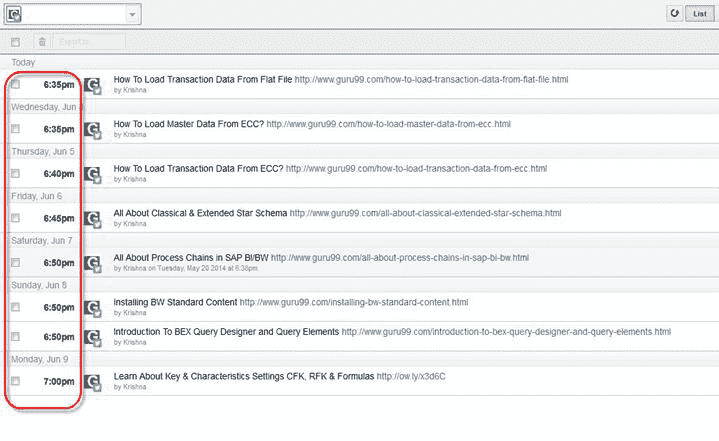 List
Today
6:35pm How To Load Transaction Data From Flat File http://www.guru99.com/how-to-load-transaction-data-from-flat-file.html
by Krishna
Wednesday, Jun
6:35pm How To Load Master Data From ECC? http://www.guru99.com/how-to-load-master-data-from-ecc.html
by Krishna
Thursday, Jun 5
6:40pm How To Load Transaction Data From ECC? http://www.guru99.com/how-to-load-transaction-data-from-ecc.html
by Krishna
Friday, Jun 6
6:45pm All About Classical & Extended Star Schema http://www.guru99.com/all-about-classical-extended-star-schema.html
by Krishna
Saturday, Jun 7
6:50pm All About Process Chains in SAP BI/BW http://www.guru99.com/all-about-process-chains-in-sap-bi-bw.html
by Krishna on Tuesday, May 20 2014 at 6:38pm
Sunday, Jun 8
6:50pm Installing BW Standard Content http://www.guru99.com/installing-bw-standard-content.html
by Krishna
6:50pm Introduction To BEX Query Designer and Query Elements http://www.guru99.com/introduction-to-bex-query-designer-and-query-elements.html
by Krishna
Monday, Jun 9
7:00pm Learn About Key & Characteristics Settings CFK, RFK & Formulas http://ow.ly/x3d6C
by Krishna